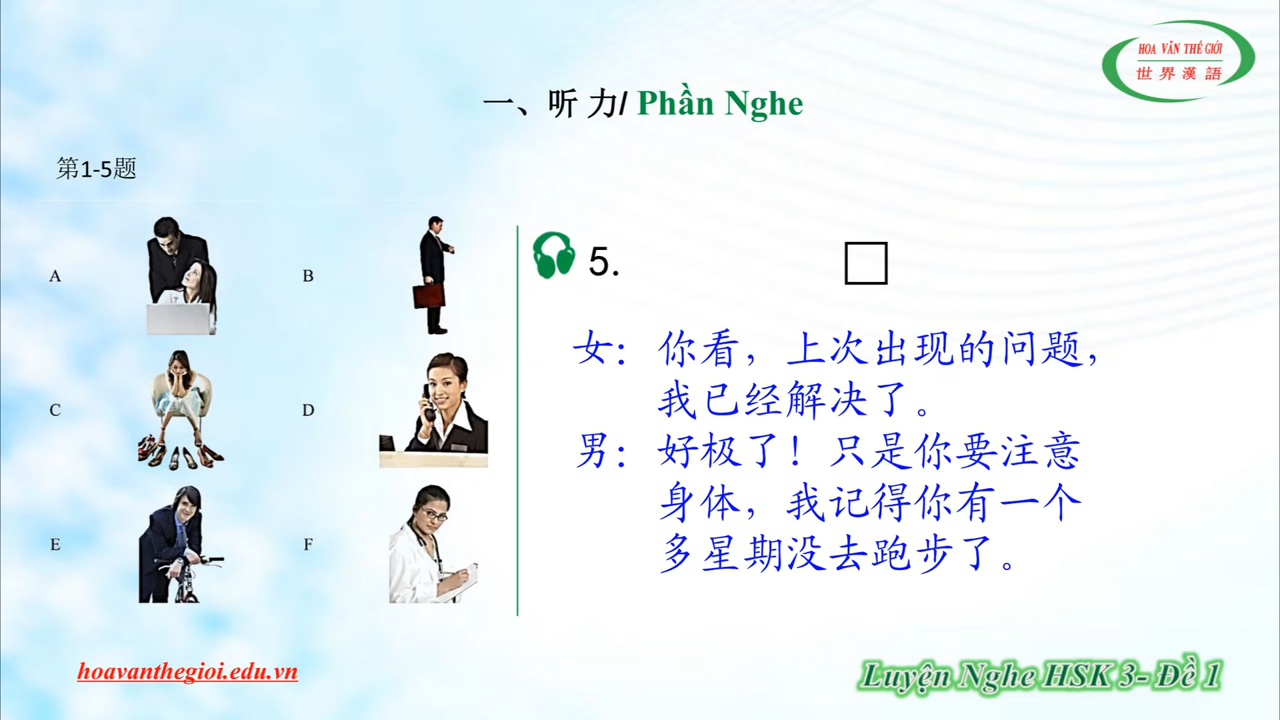 HOA VĂN THẾ GIỚI
世界漢語
一、听 力/ Phần Nghe
第1-5题
A
B
C
D
E
F
5.
女：你看，上次出现的问题，
我已经解决了。
男：好极了！只是你要注意
身体，我记得你有一个
多星期没去跑步了。
hoavanthegioi.edu.vn
Luyện Nghe HSK 3- Đề 1